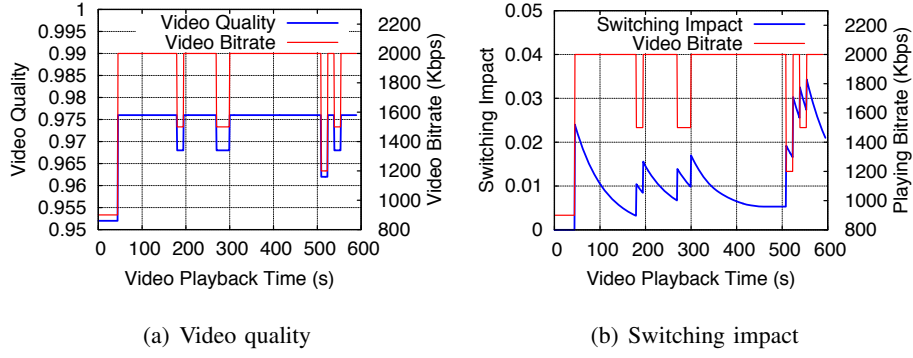 1
0.995
0.99
0.985
0.98
0.975
0.97
0.965
0.96
0.955
0.95
Video Quality
Video Quality
Video Bitrate
2200
2000
1800
1600
1400
1200
1000
800
Video Bitrate (Kbps)
0 100 200 300 400 500 600
Video Playback Time (s)
(a) Video quality
0.05
0.04
0.03
0.02
0.01
0
Switching Impact
Switching Impact
Video Bitrate
2200
2000
1800
1600
1400
1200
1000
800
Playing Bitrate (Kbps)
0 100 200 300 400 500 600
Video Playback Time (s)
(b) Switching impact